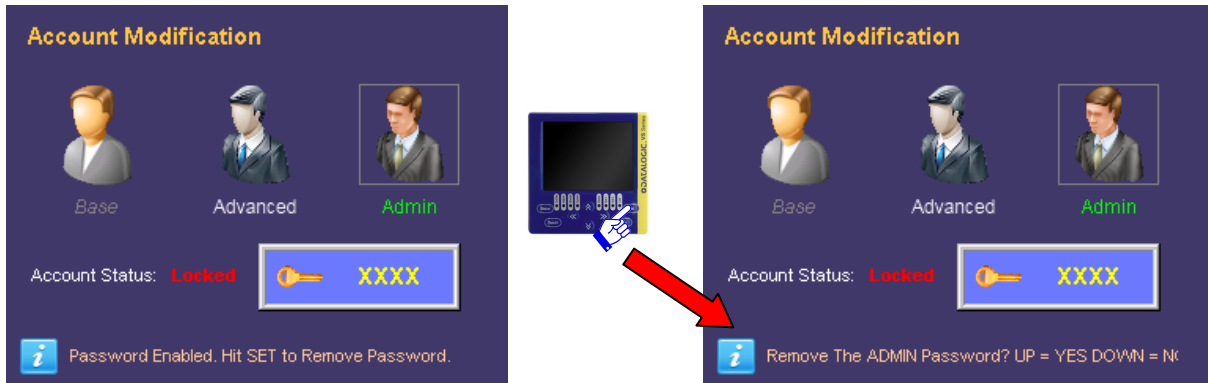 Account Modification
Base
Advanced
Admin
Account Status: Locked
XXXX
Password Enabled. Hit SET to Remove Password.
DATALOGIC
Account Modification
Base
Advanced
Admin
Account Status: Locked
XXXX
Remove The ADMIN Password? UP = YES DOWN = NO